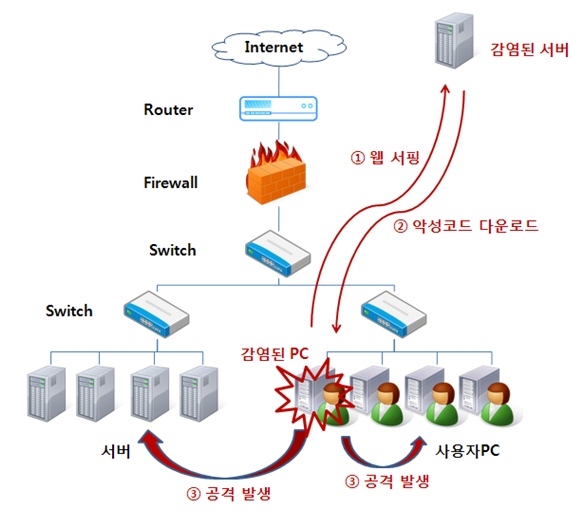 Internet
감염된 서버
Router
① 웹 서핑
Firewall
② 악성코드 다운로드
Switch
Switch
감염된 PC
서버
사용자PC
③ 공격 발생
③ 공격 발생